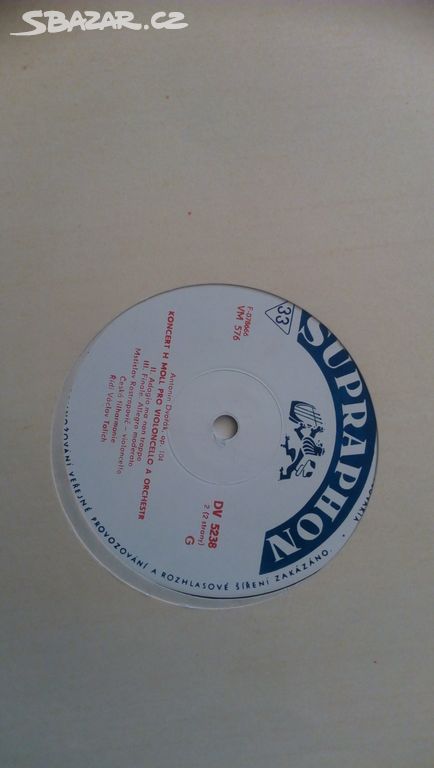 SBAZAR.CZ
SUPRAPHON
33
F-078666
VM 576
DV 5238
2 (2 strany)
G
Antonín Dvořák, op. 104
KONCERT H MOLL PRO VIOLONCELLO A ORCHESTR
II. Adagio ma non troppo
III. Finale. Allegro moderato
Mstislav Rostropovič - violoncello
Česká filharmonie
Řídí Václav Talich
VEŘEJNÉ PROVOZOVÁNÍ A ROZHLASOVÉ ŠÍŘENÍ ZAKÁZÁNO.